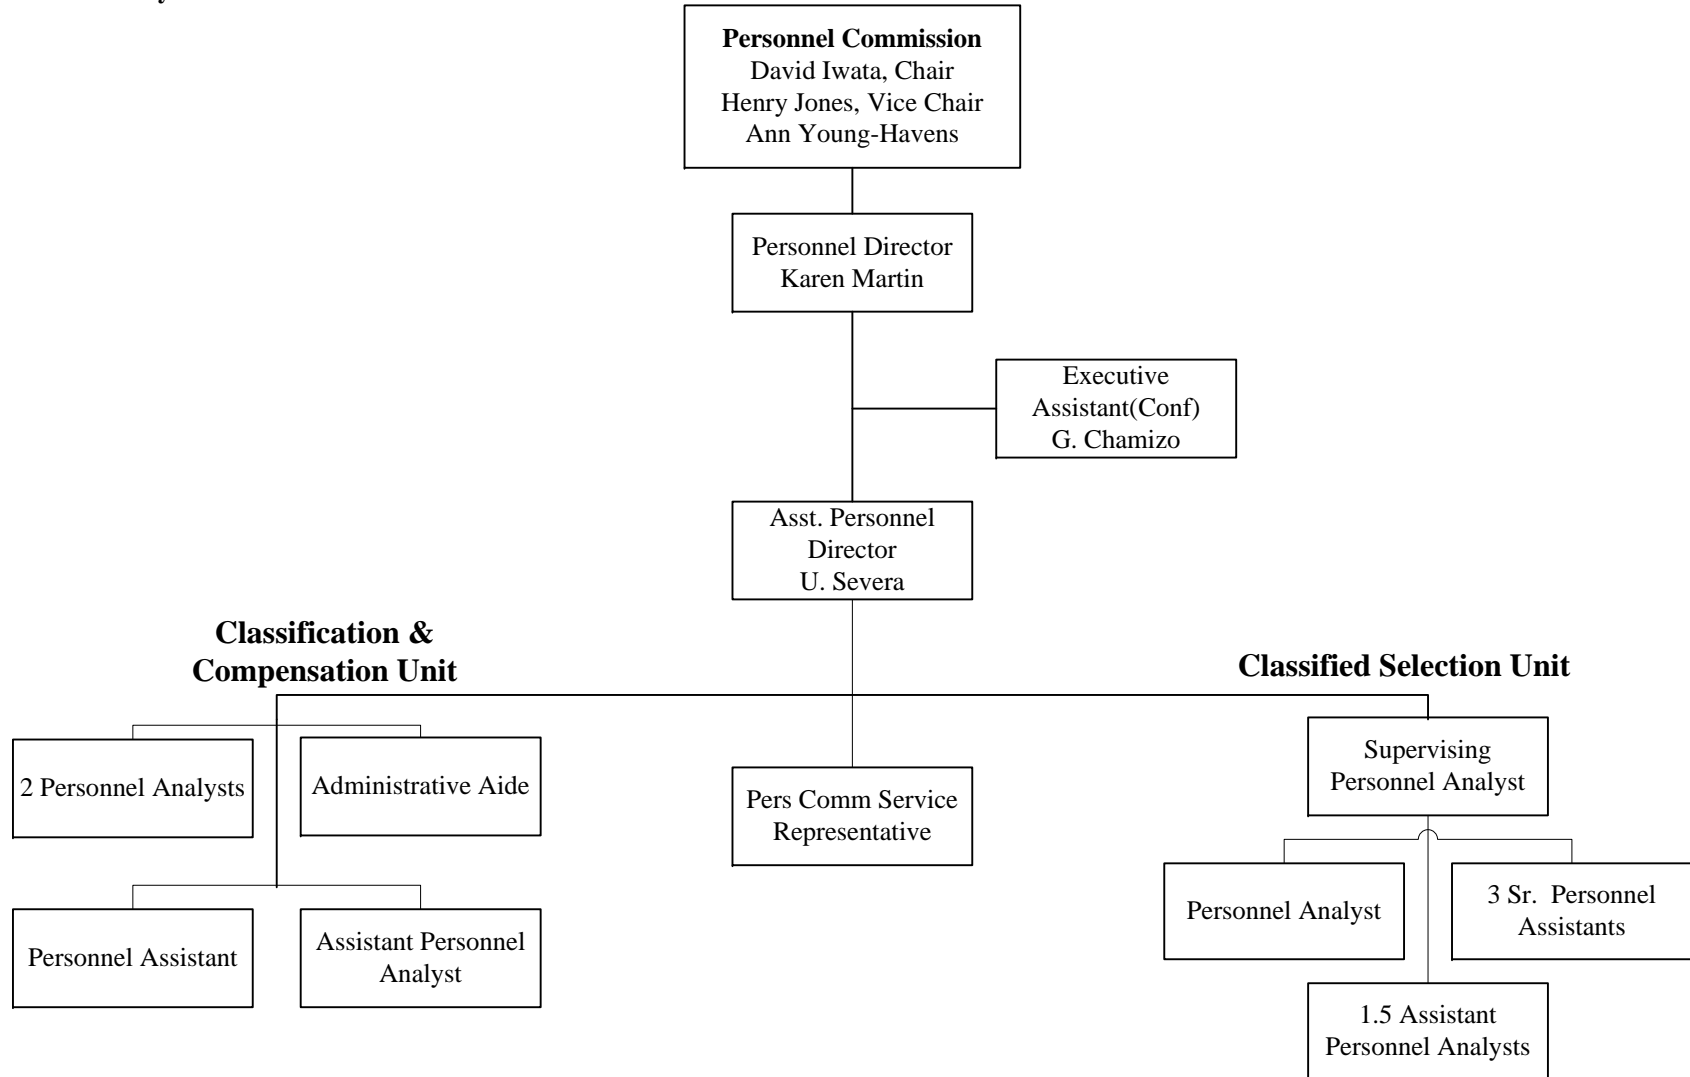 Personnel Commission
David Iwata, Chair
Henry Jones, Vice Chair
Ann Young-Havens
Personnel Director
Karen Martin
Executive
Assistant(Conf)
G. Chamizo
Asst. Personnel
Director
U. Severa
Classification &
Compensation Unit
Classified Selection Unit
2 Personnel Analysts
Administrative Aide
Personnel Assistant
Assistant Personnel
Analyst
Pers Comm Service
Representative
Supervising
Personnel Analyst
Personnel Analyst
3 Sr.  Personnel
Assistants
1.5 Assistant
Personnel Analysts